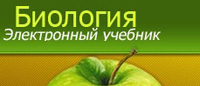 Биология
Электронный учебник